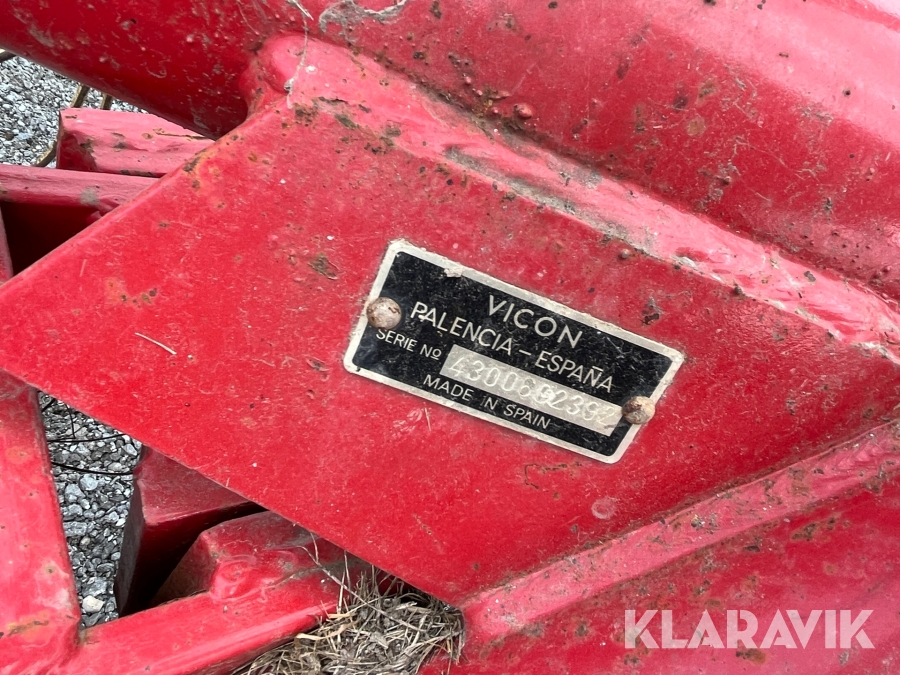 VICON
PALENCIA – ESPAÑA
SERIE Nº
MADE IN SPAIN
KLARAVIK